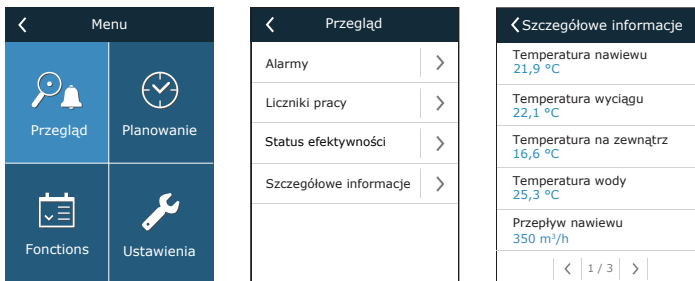 Menu
Przegląd
Planowanie
Fonctions
Ustawienia
Przegląd
Alarmy
Liczniki pracy
Status efektywności
Szczegółowe informacje
Szczegółowe informacje
Temperatura nawiewu
21,9 °C
Temperatura wyciągu
22,1 °C
Temperatura na zewnątrz
16,6 °C
Temperatura wody
25,3 °C
Przepływ nawiewu
350 m³/h
1 / 3